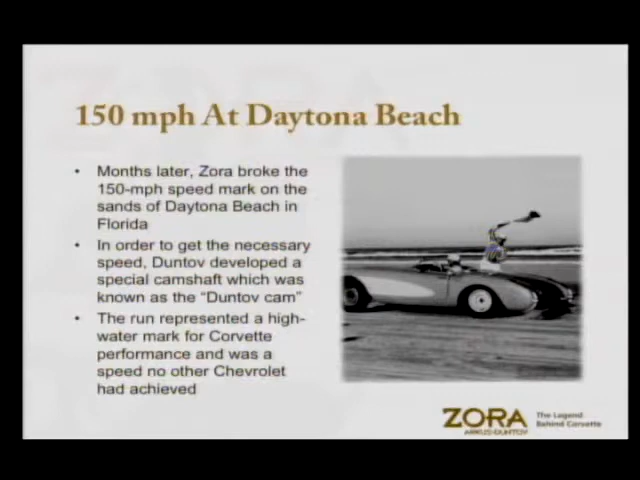 150 mph At Daytona Beach
• Months later, Zora broke the
150-mph speed mark on the
sands of Daytona Beach in
Florida
• In order to get the necessary
speed, Duntov developed a
special camshaft which was
known as the “Duntov cam”
• The run represented a high-
water mark for Corvette
performance and was a
speed no other Chevrolet
had achieved
ZORA
ARKUS-DUNTOV
The Legend
Behind Corvette